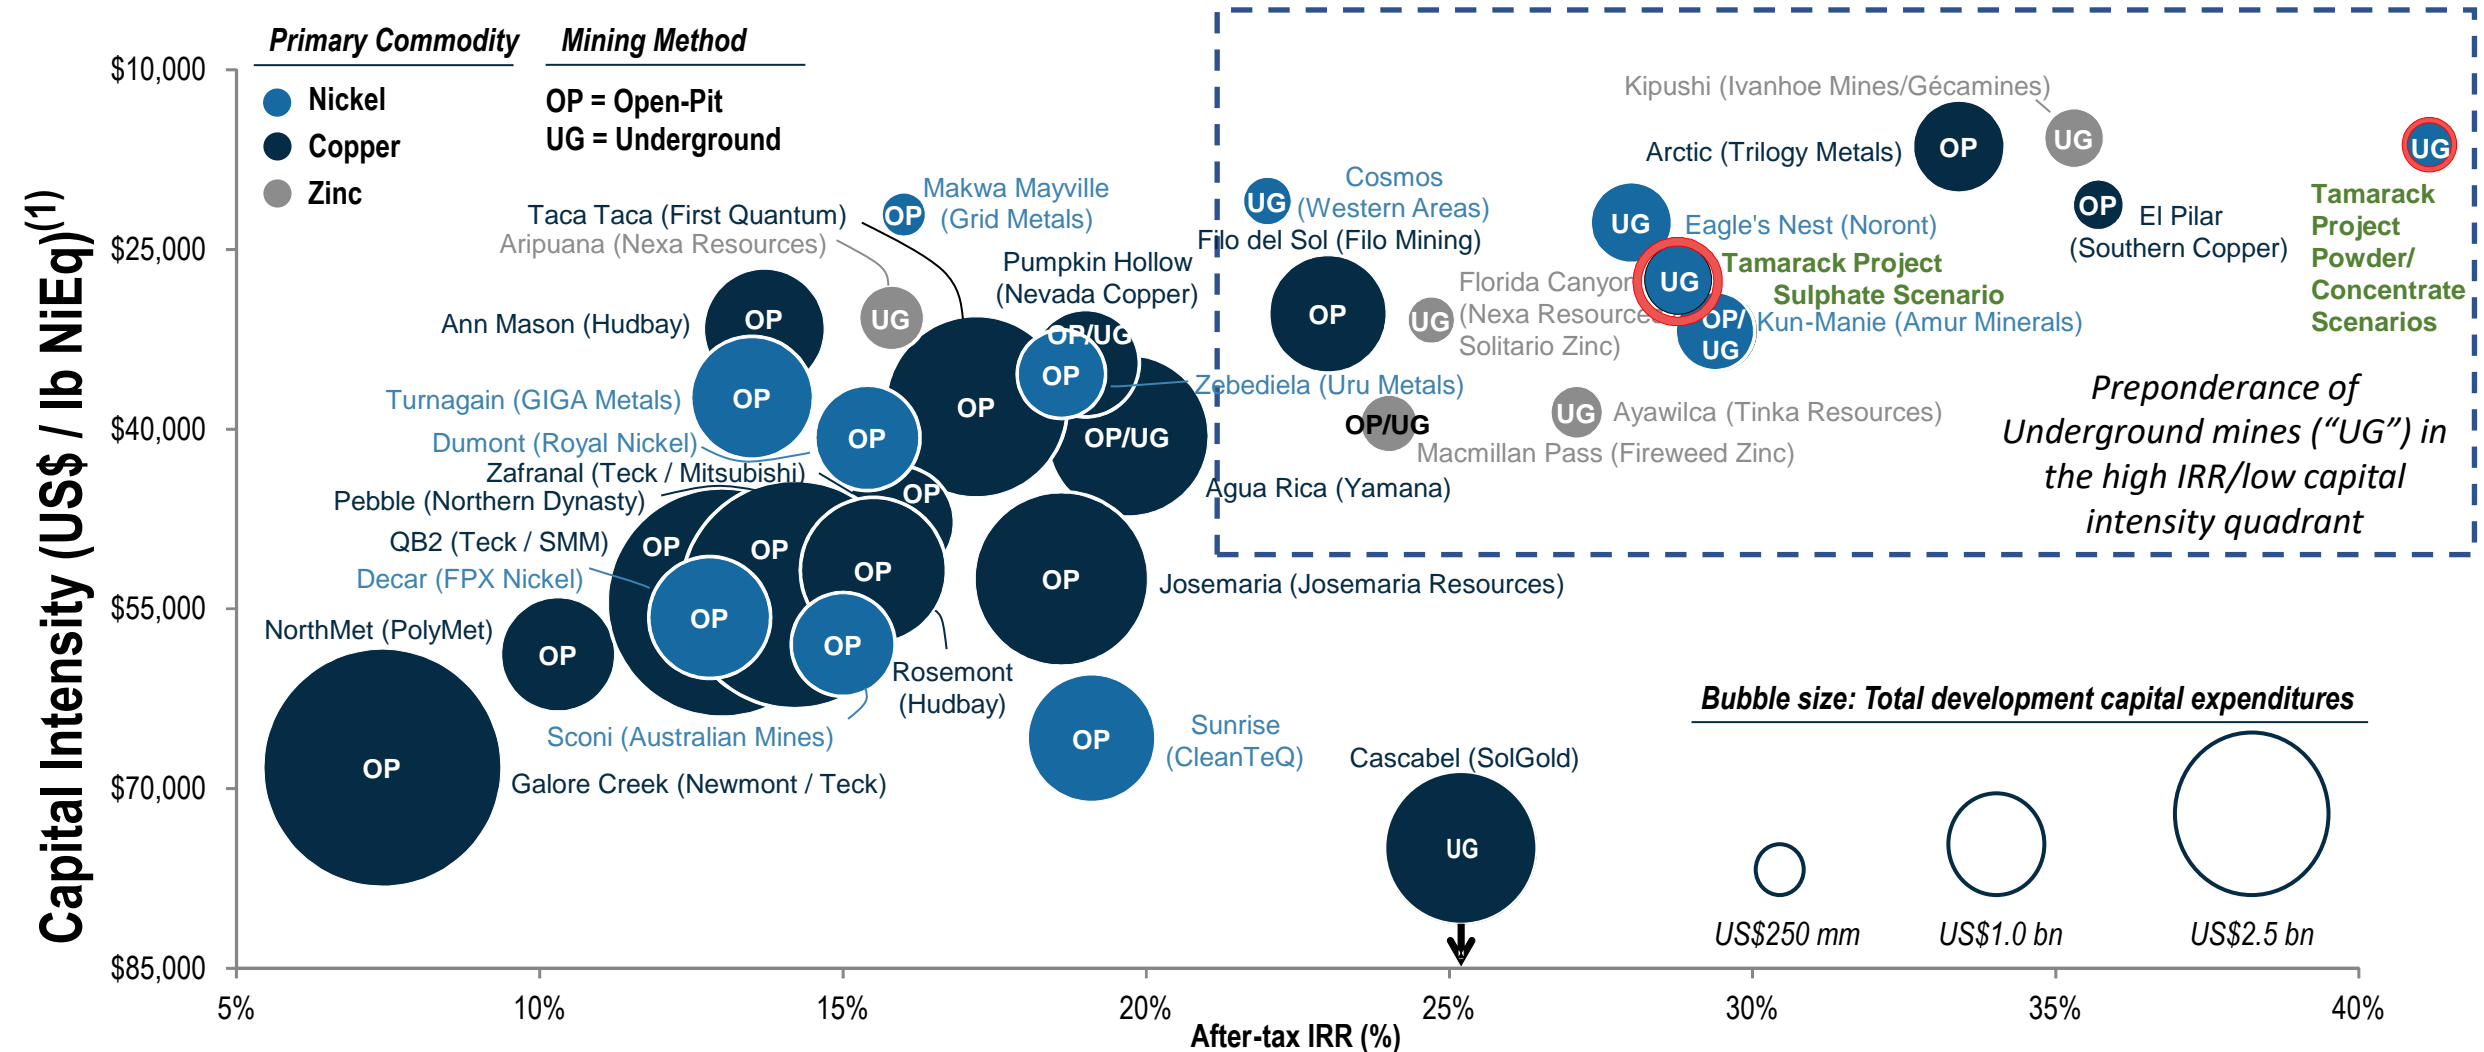 Primary Commodity
Mining Method
Nickel
Copper
Zinc
OP = Open-Pit
UG = Underground
Capital Intensity (US$ / lb NiEq)(1)
$10,000
$25,000
$40,000
$55,000
$70,000
$85,000
5%
10%
15%
20%
25%
30%
35%
40%
After-tax IRR (%)
Kipushi (Ivanhoe Mines/Gécamines)
UG
Arctic (Trilogy Metals)
OP
UG
Tamarack
Project
Powder/
Concentrate
Scenarios
OP
El Pilar
(Southern Copper)
Cosmos
(Western Areas)
UG
Makwa Mayville
(Grid Metals)
OP
Taca Taca (First Quantum)
OP
Aripuana (Nexa Resources)
UG
Pumpkin Hollow
(Nevada Copper)
OP/UG
Filo del Sol (Filo Mining)
OP
UG
Eagle's Nest (Noront)
UG
Tamarack Project
Sulphate Scenario
Florida Canyon
(Nexa Resource
Solitario Zinc)
UG
OP/
UG
Kun-Manie (Amur Minerals)
Ann Mason (Hudbay)
OP
Turnagain (GIGA Metals)
OP
Dumont (Royal Nickel)
OP
Zebediela (Uru Metals)
OP
OP/UG
Agua Rica (Yamana)
OP/UG
Macmillan Pass (Fireweed Zinc)
UG
Ayawilca (Tinka Resources)
Preponderance of
Underground mines (“UG”) in
the high IRR/low capital
intensity quadrant
Zafranal (Teck / Mitsubishi)
OP
Pebble (Northern Dynasty)
OP
QB2 (Teck / SMM)
OP
Decar (FPX Nickel)
OP
OP
Rosemont
(Hudbay)
OP
Josemaria (Josemaria Resources)
NorthMet (PolyMet)
OP
OP
Sconi (Australian Mines)
OP
Galore Creek (Newmont / Teck)
OP
Sunrise
(CleanTeQ)
Cascabel (SolGold)
UG
Bubble size: Total development capital expenditures
US$250 mm
US$1.0 bn
US$2.5 bn